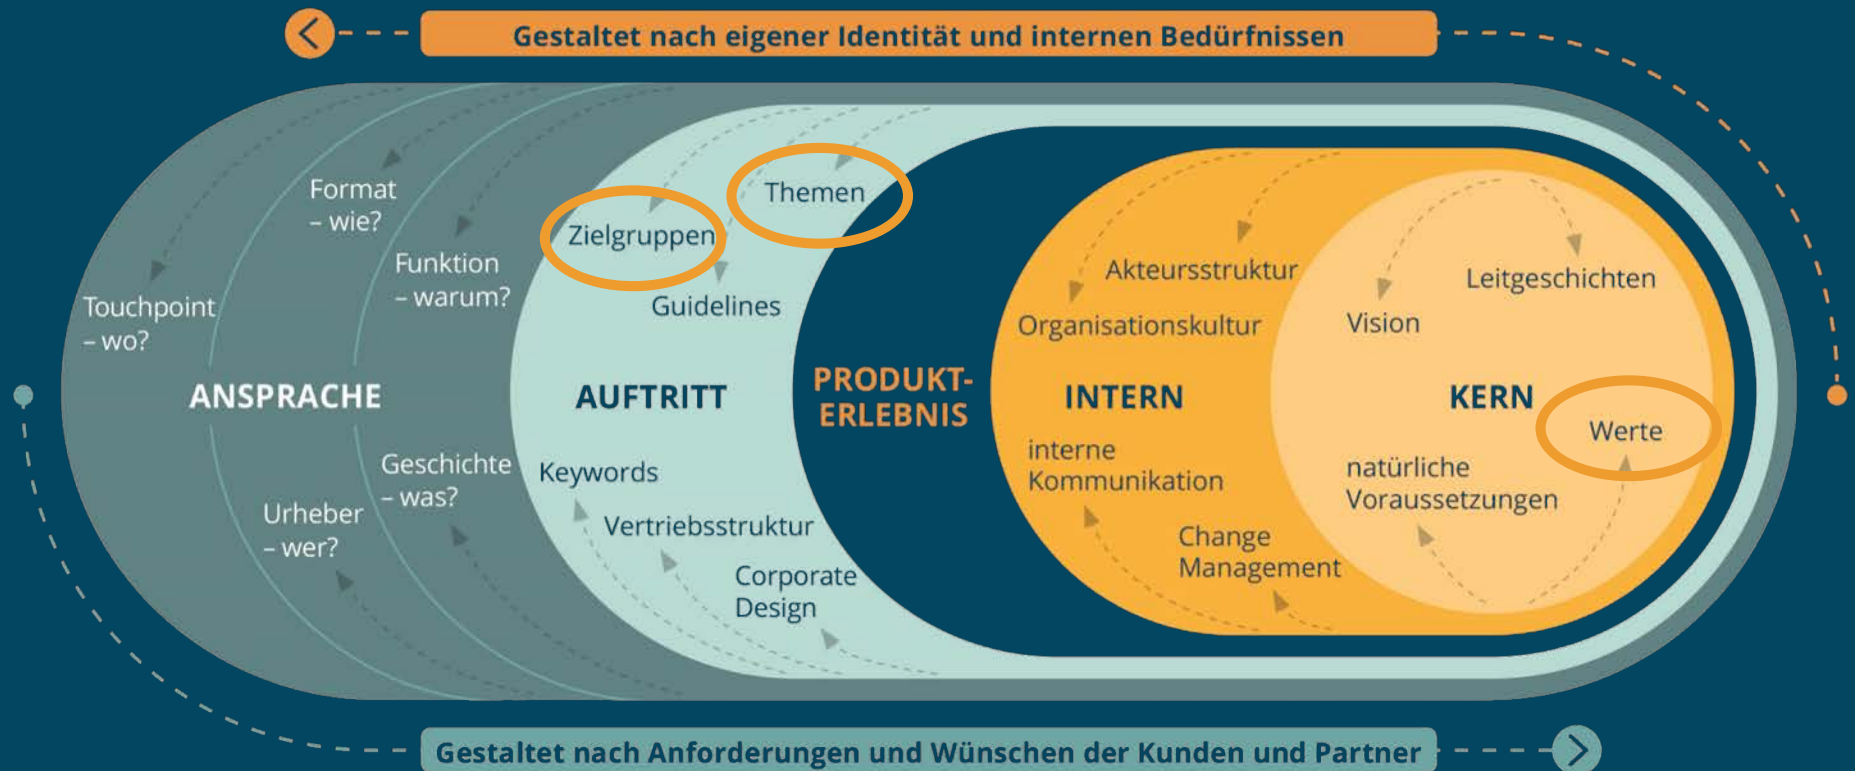 Gestaltet nach eigener Identität und internen Bedürfnissen
Touchpoint
– wo?
Format
– wie?
Funktion
– warum?
ANSPRACHE
Geschichte
– was?
Urheber
– wer?
Zielgruppen
Themen
Guidelines
AUFTRITT
Keywords
Vertriebsstruktur
Corporate
Design
PRODUKT-
ERLEBNIS
Akteursstruktur
Organisationskultur
INTERN
interne
Kommunikation
Change
Management
Leitgeschichten
Vision
KERN
Werte
natürliche
Voraussetzungen
Gestaltet nach Anforderungen und Wünschen der Kunden und Partner